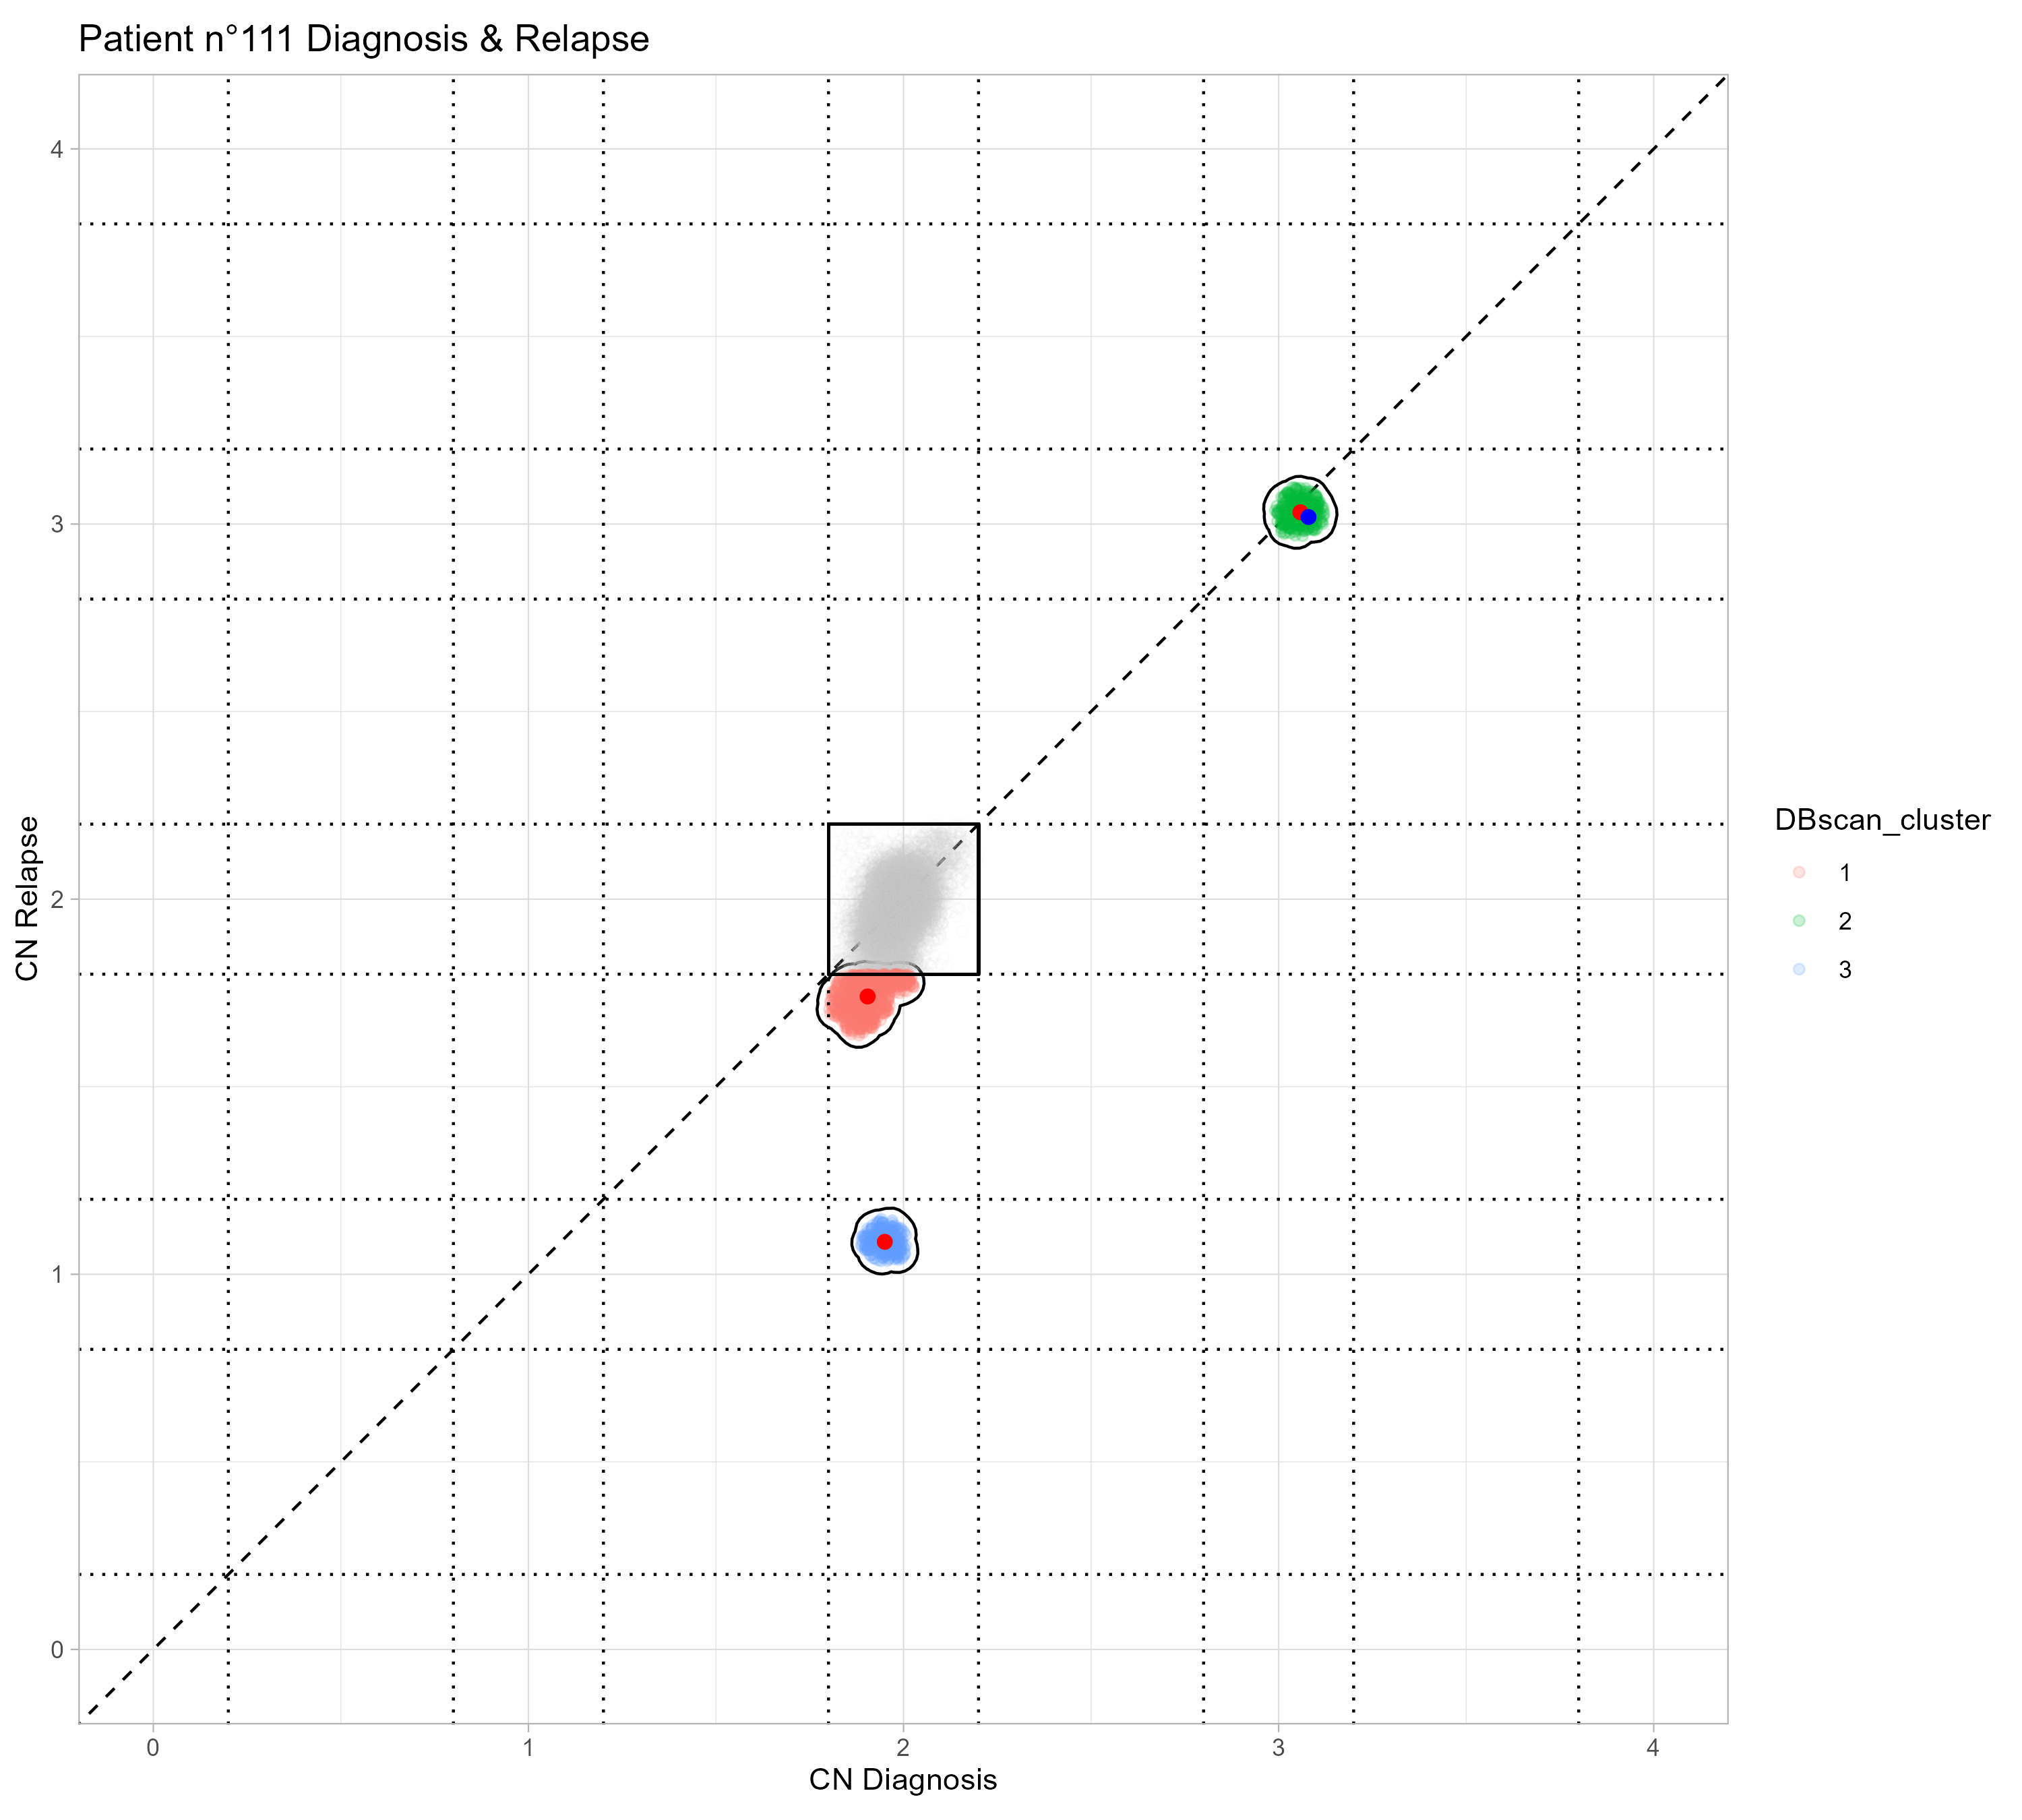 Patient n°111 Diagnosis & Relapse
4
3
2
1
0
CN Relapse
0 1 2 3 4
CN Diagnosis
DBscan_cluster
1
2
3